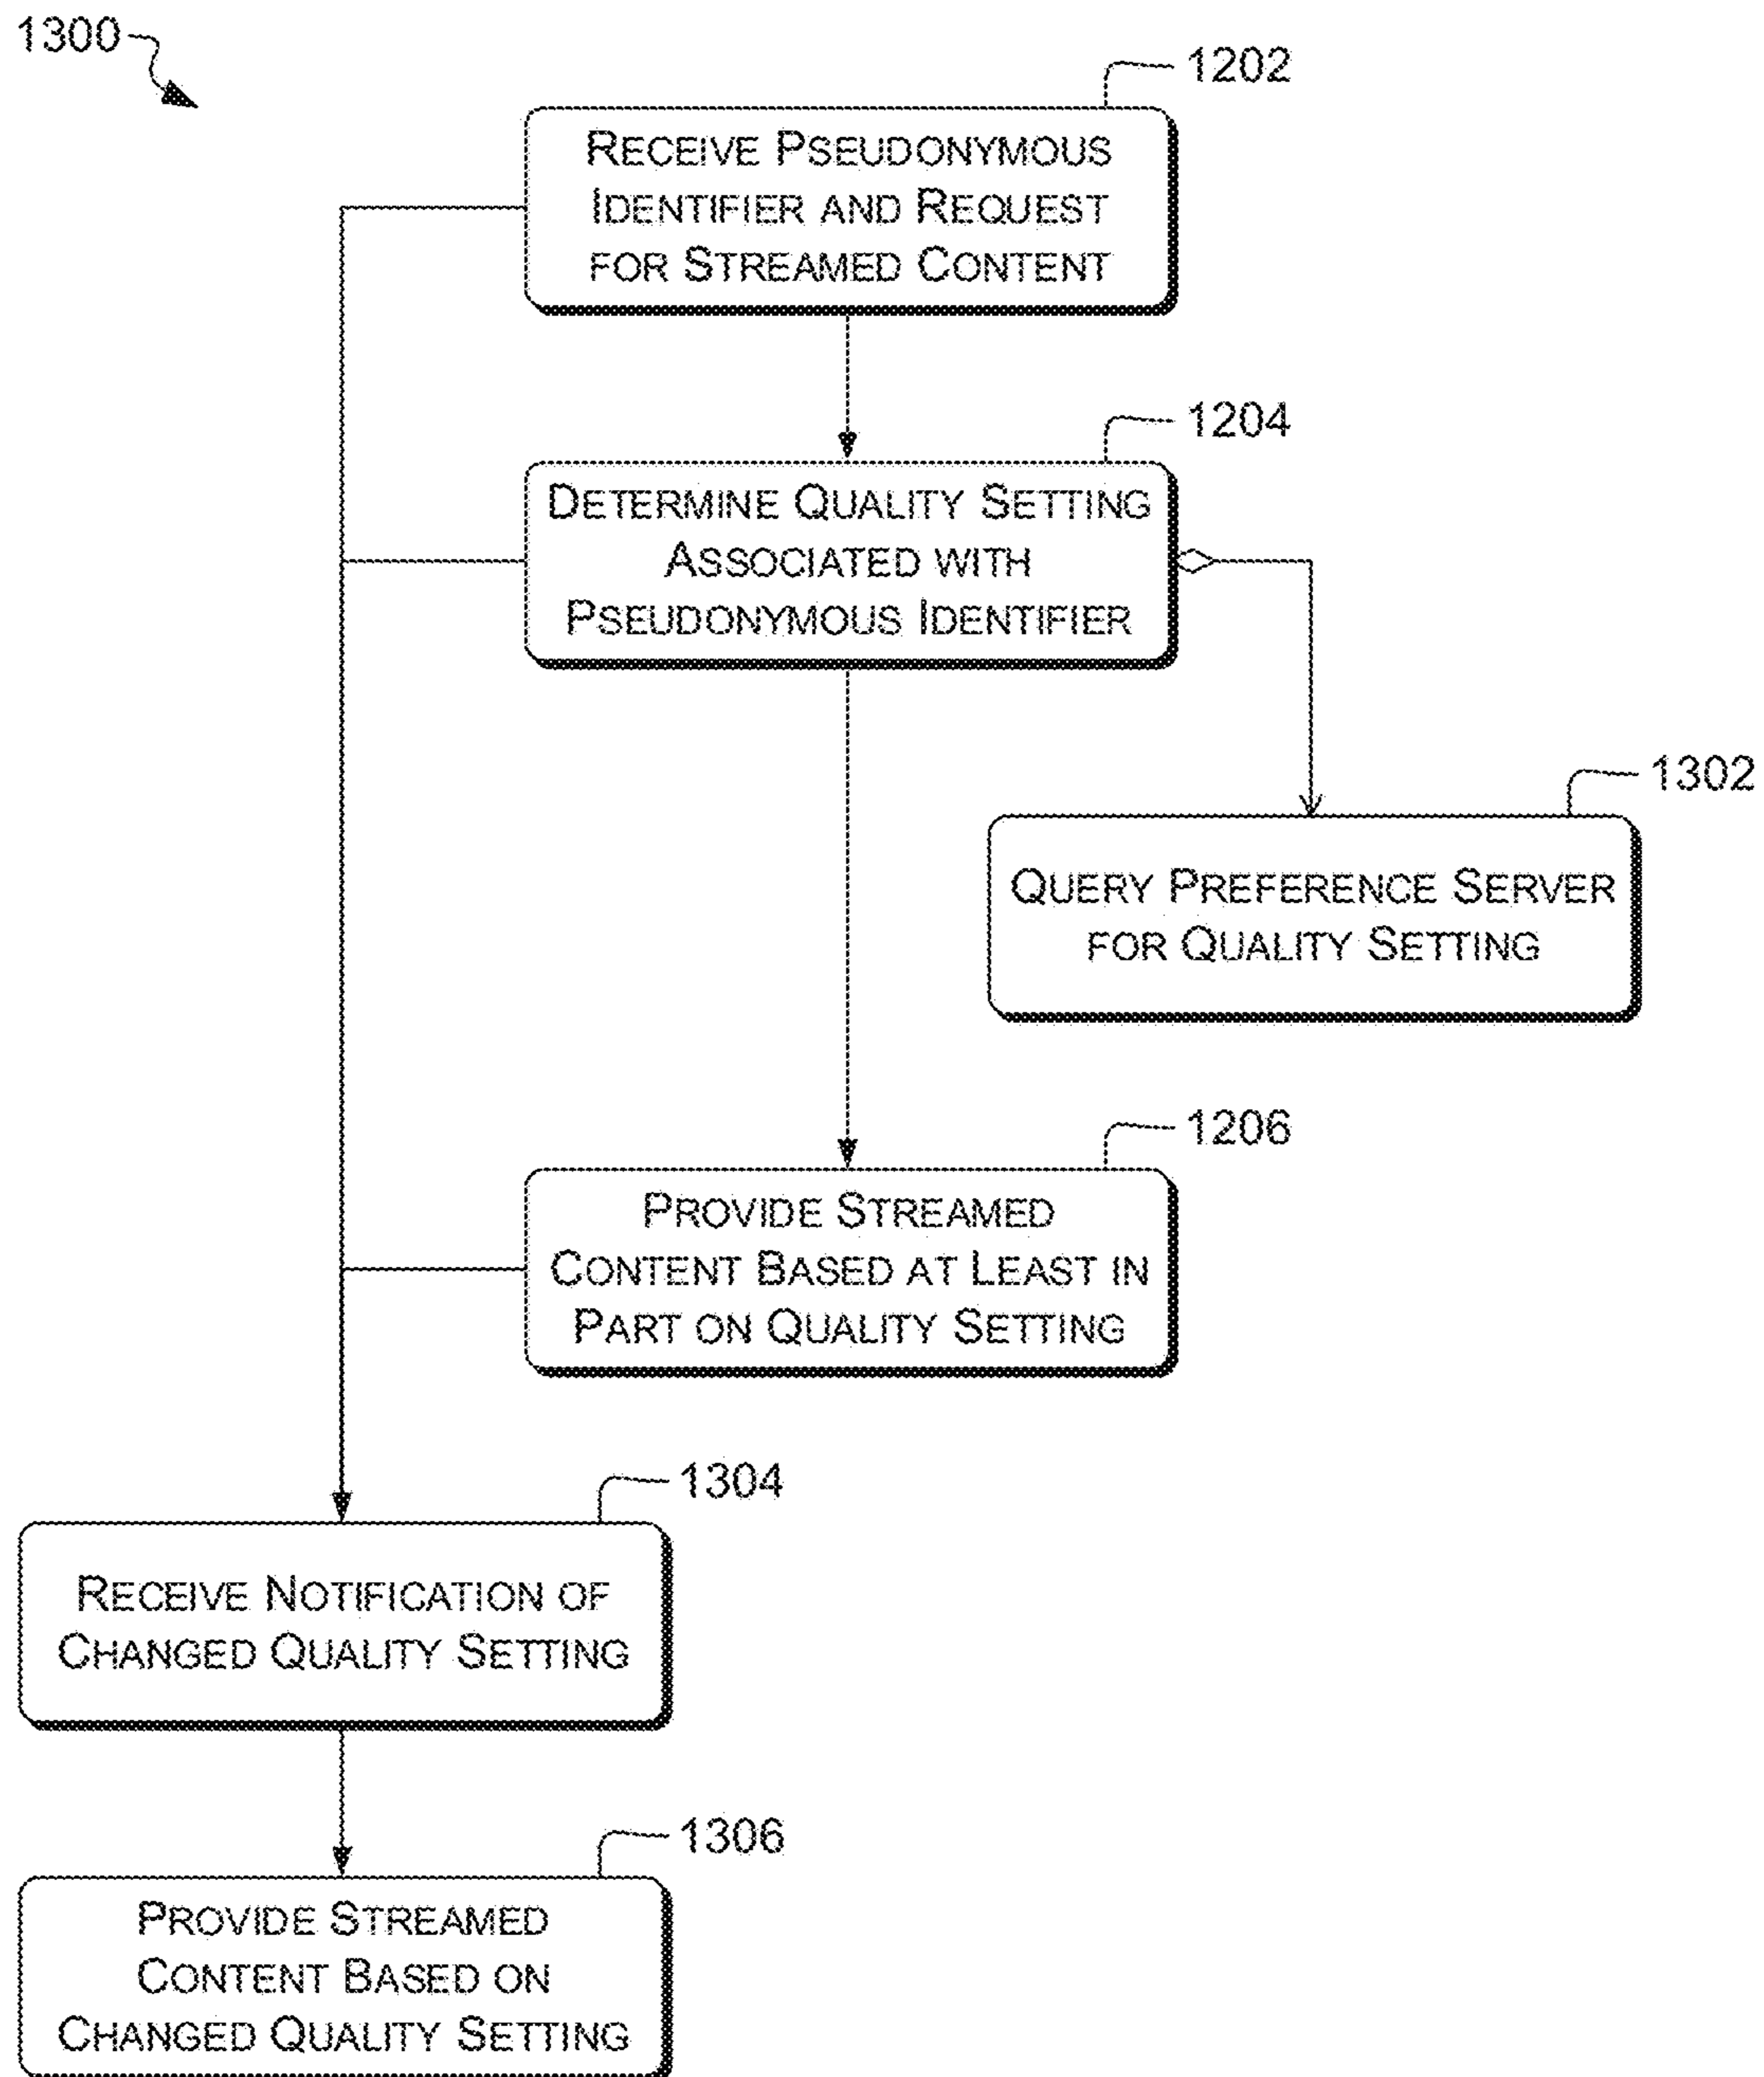 1300
1202
RECEIVE PSEUDONYMOUS
IDENTIFIER AND REQUEST
FOR STREAMED CONTENT
1204
DETERMINE QUALITY SETTING
ASSOCIATED WITH
PSEUDONYMOUS IDENTIFIER
1302
QUERY PREFERENCE SERVER
FOR QUALITY SETTING
1206
PROVIDE STREAMED
CONTENT BASED AT LEAST IN
PART ON QUALITY SETTING
1304
RECEIVE NOTIFICATION OF
CHANGED QUALITY SETTING
1306
PROVIDE STREAMED
CONTENT BASED ON
CHANGED QUALITY SETTING